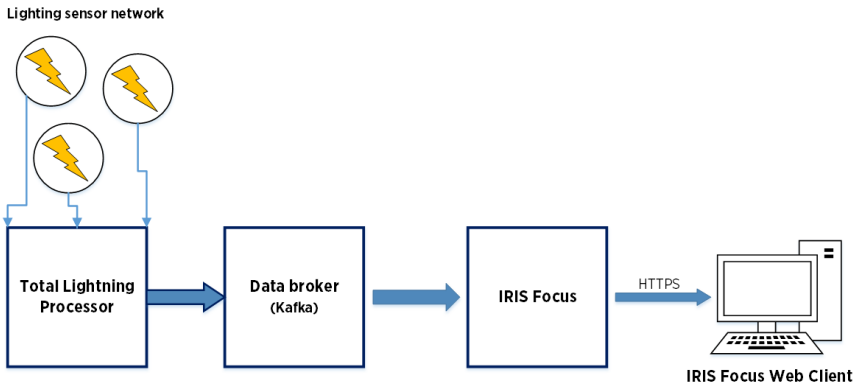 Lighting sensor network
Total Lightning
Processor
Data broker
(Kafka)
IRIS Focus
HTTPS
IRIS Focus Web Client